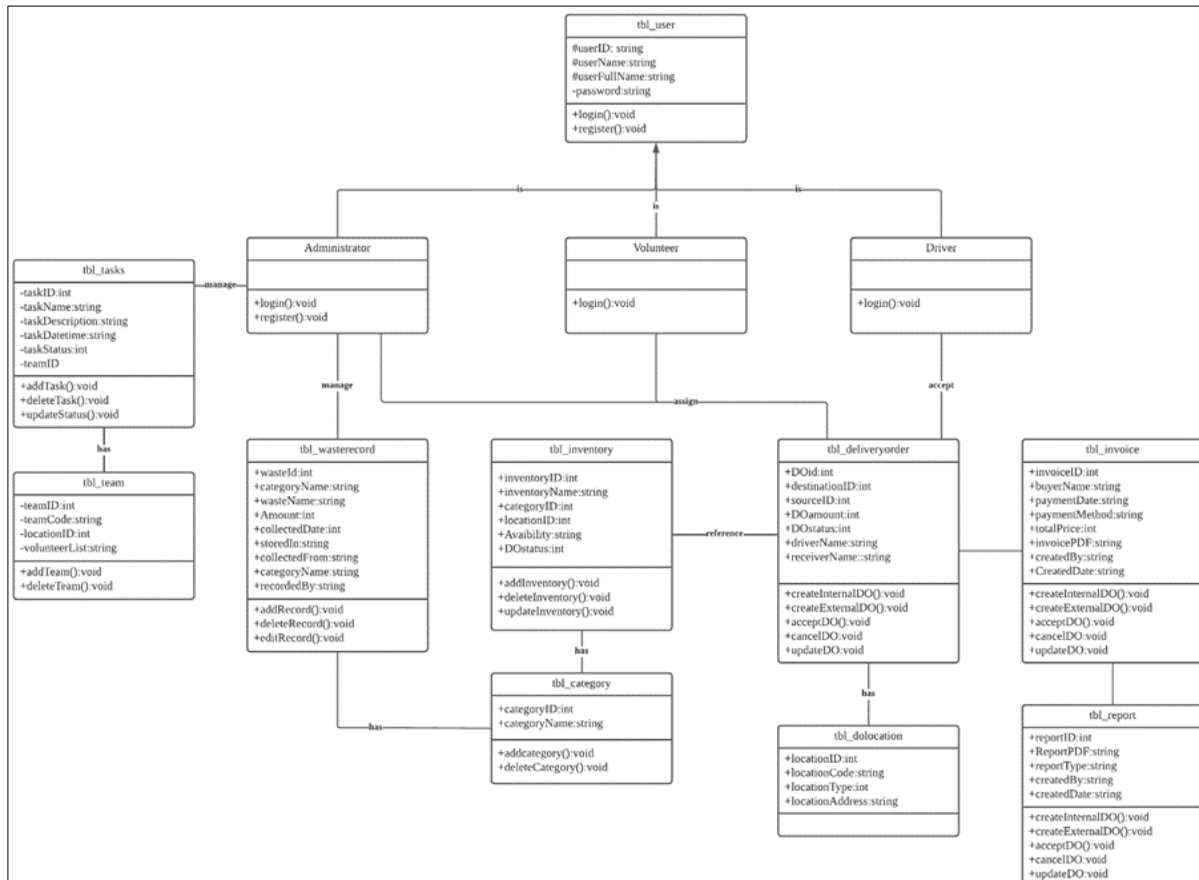 tbl_user
#userID: string
#userName:string
#userFullName:string
-password:string
+login():void
+register():void
is
is
is
Administrator
+login():void
+register():void
Volunteer
+login():void
Driver
+login():void
tbl_tasks
-taskID:int
-taskName:string
-taskDescription:string
-taskDatetime:string
-taskStatus:int
-teamID
+addTask():void
+deleteTask():void
+updateStatus():void
manage
manage
assign
accept
has
tbl_team
-teamID:int
-teamCode:string
-locationID:int
-volunteerList:string
+addTeam():void
+deleteTeam():void
tbl_wasterecord
+wasteId:int
+categoryName:string
+wasteName:string
+Amount:int
+collectedDate:int
+storedIn:string
+collectedFrom:string
+categoryName:string
+recordedBy:string
+addRecord():void
+deleteRecord():void
+editRecord():void
tbl_inventory
+inventoryID:int
+inventoryName:string
+categoryID:int
+locationID:int
+Avaibility:string
+DOstatus:int
+addInventory():void
+deleteInventory():void
+updateInventory():void
reference
tbl_deliveryorder
+DOid:int
+destinationID:int
+sourceID:int
+DOamount:int
+DOstatus:int
+driverName:string
+receiverName::string
+createInternalDO():void
+createExternalDO():void
+acceptDO():void
+cancelDO:void
+updateDO:void
tbl_invoice
+invoiceID:int
+buyerName:string
+paymentDate:string
+paymentMethod:string
+totalPrice:int
+invoicePDF:string
+createdBy:string
+CreatedDate:string
+createInternalDO():void
+createExternalDO():void
+acceptDO():void
+cancelDO:void
+updateDO:void
has
has
has
tbl_category
+categoryID:int
+categoryName:string
+addcategory():void
+deleteCategory():void
tbl_dolocation
+locationID:int
+locationCode:string
+locationType:int
+locationAddress:string
tbl_report
+reportID:int
+ReportPDF:string
+reportType:string
+createdBy:string
+createdDate:string
+createInternalDO():void
+createExternalDO():void
+acceptDO():void
+cancelDO:void
+updateDO:void